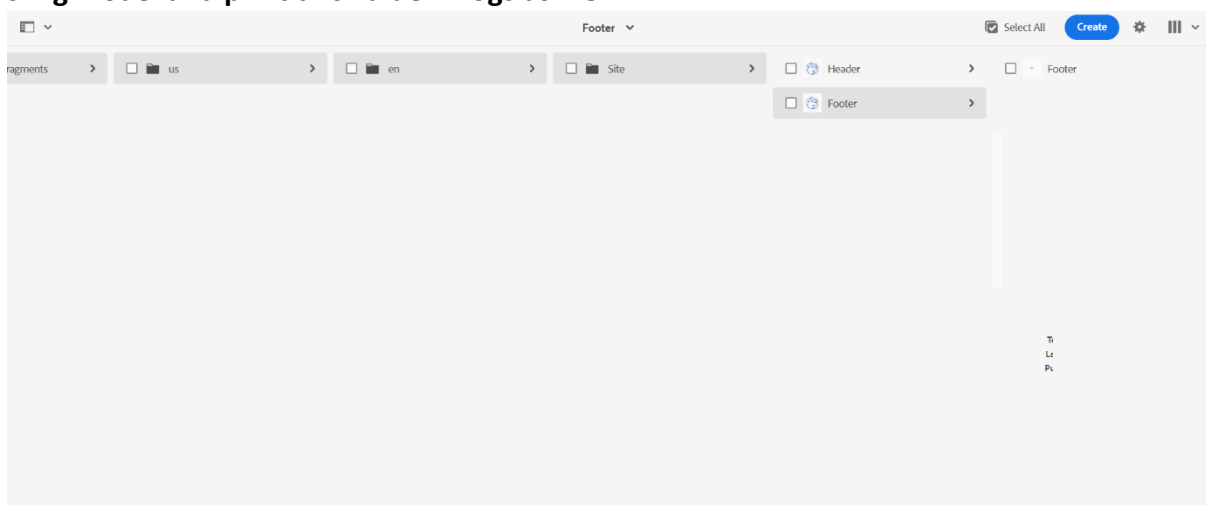 Footer
Select All
Create
ragments
us
en
Site
Header
Footer
Footer